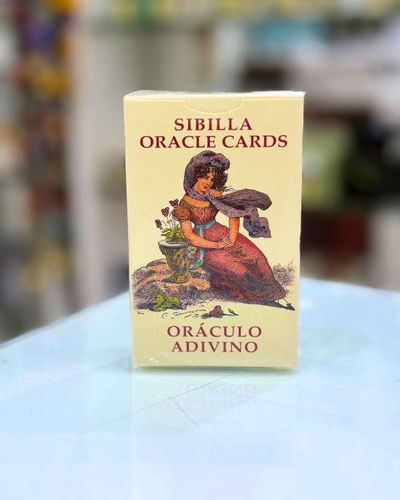 SIBILLA
ORACLE CARDS
ORÁCULO
ADIVINO